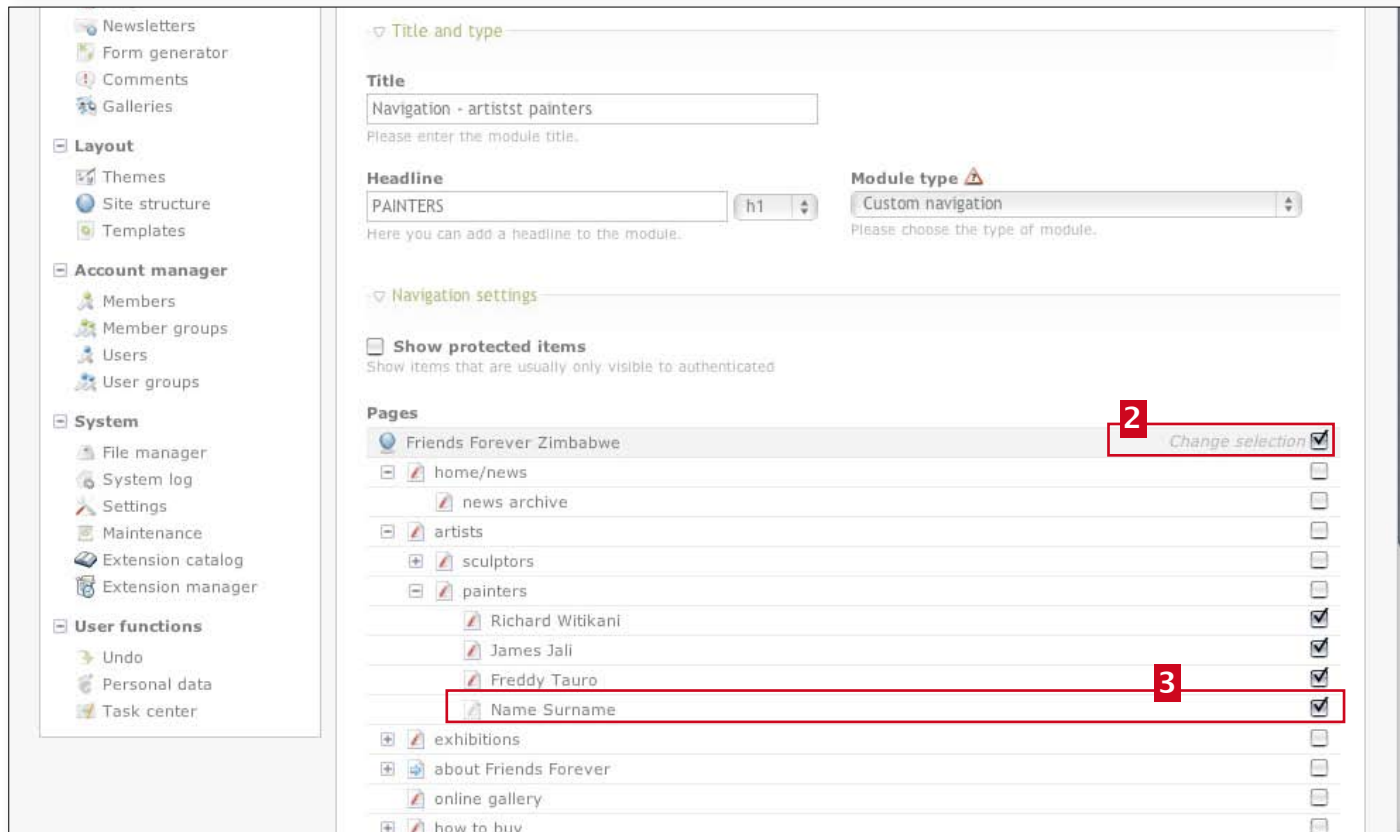 Newsletters
Form generator
Comments
Galleries
Layout
Themes
Site structure
Templates
Account manager
Members
Member groups
Users
User groups
System
File manager
System log
Settings
Maintenance
Extension catalog
Extension manager
User functions
Undo
Personal data
Task center
Title and type
Title
Navigation - artistst painters
Please enter the module title.
Headline
Module type
PAINTERS
h1
Custom navigation
Here you can add a headline to the module.
Please choose the type of module.
Navigation settings
Show protected items
Show items that are usually only visible to authenticated
Pages
2
Friends Forever Zimbabwe
Change selection
home/news
news archive
artists
sculptors
painters
Richard Witikani
James Jali
Freddy Tauro
3
Name Surname
exhibitions
about Friends Forever
online gallery
how to buy